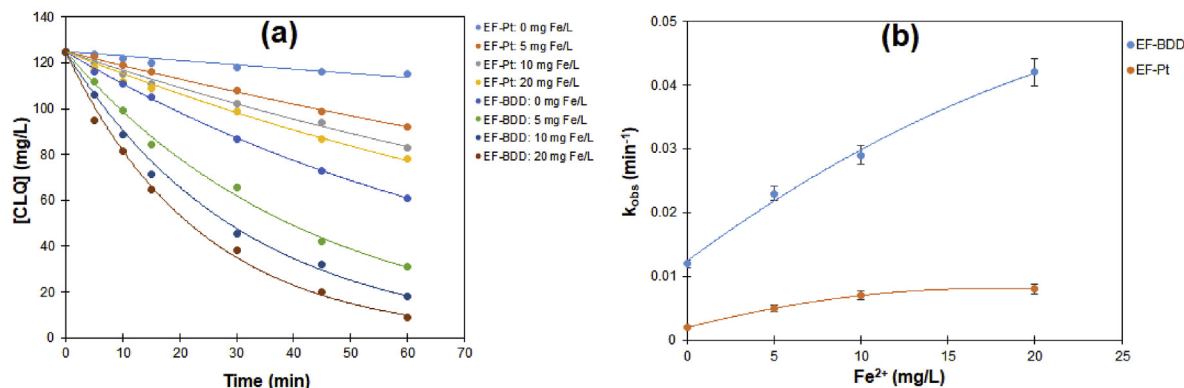 (a)
140
120
100
80
60
40
20
0
0 10 20 30 40 50 60 70
[CLQ] (mg/L)
Time (min)
EF-Pt: 0 mg Fe/L
EF-Pt: 5 mg Fe/L
EF-Pt: 10 mg Fe/L
EF-Pt: 20 mg Fe/L
EF-BDD: 0 mg Fe/L
EF-BDD: 5 mg Fe/L
EF-BDD: 10 mg Fe/L
EF-BDD: 20 mg Fe/L
(b)
0.05
0.04
0.03
0.02
0.01
0
0 5 10 15 20 25
k_obs (min⁻¹)
Fe²⁺ (mg/L)
EF-BDD
EF-Pt